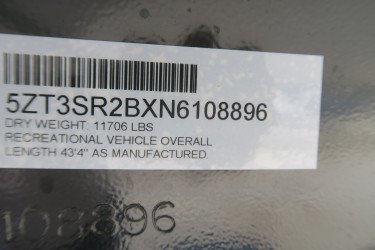 5ZT3SR2BXN6108896
DRY WEIGHT: 11706 LBS
RECREATIONAL VEHICLE OVERALL
LENGTH 43'4" AS MANUFACTURED
108896